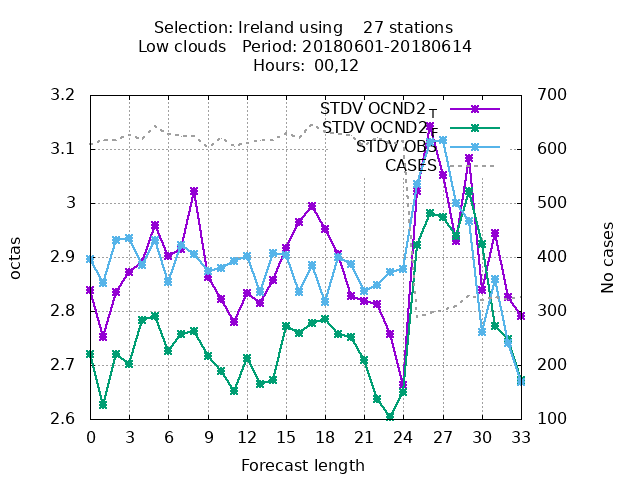 Selection: Ireland using 27 stations
Low clouds Period: 20180601-20180614
Hours: 00,12
STDV OCND2_T
STDV OCND2_F
STDV OBS
CASES
3.2
3.1
3
2.9
2.8
2.7
2.6
700
600
500
400
300
200
100
octas
No cases
0 3 6 9 12 15 18 21 24 27 30 33
Forecast length